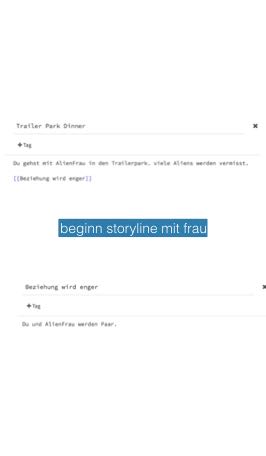 Trailer Park Dinner
+Tag
Du gehst mit AlienFrau in den Trailerpark. viele Aliens werden vermisst.
[[Beziehung wird enger]]
beginn storyline mit frau
Beziehung wird enger
+Tag
Du und AlienFrau werden Paar.